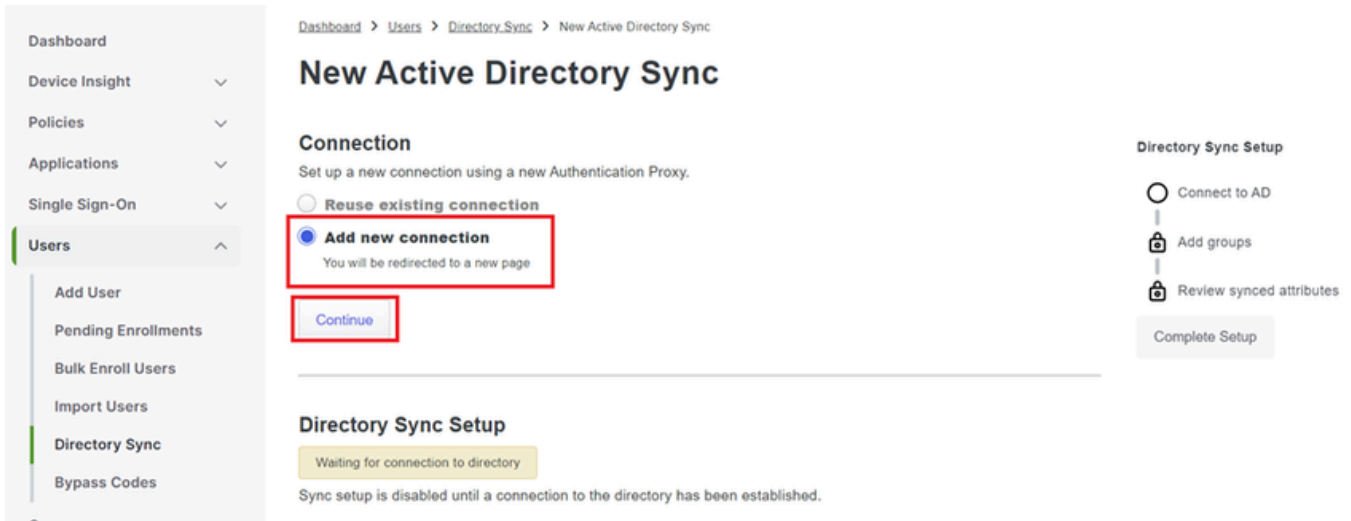 Dashboard
Device Insight
Policies
Applications
Single Sign-On
Users
Add User
Pending Enrollments
Bulk Enroll Users
Import Users
Directory Sync
Bypass Codes
Dashboard > Users > Directory Sync > New Active Directory Sync
New Active Directory Sync
Connection
Set up a new connection using a new Authentication Proxy.
Reuse existing connection
Add new connection
You will be redirected to a new page
Continue
Directory Sync Setup
Waiting for connection to directory
Sync setup is disabled until a connection to the directory has been established.
Directory Sync Setup
Connect to AD
Add groups
Review synced attributes
Complete Setup